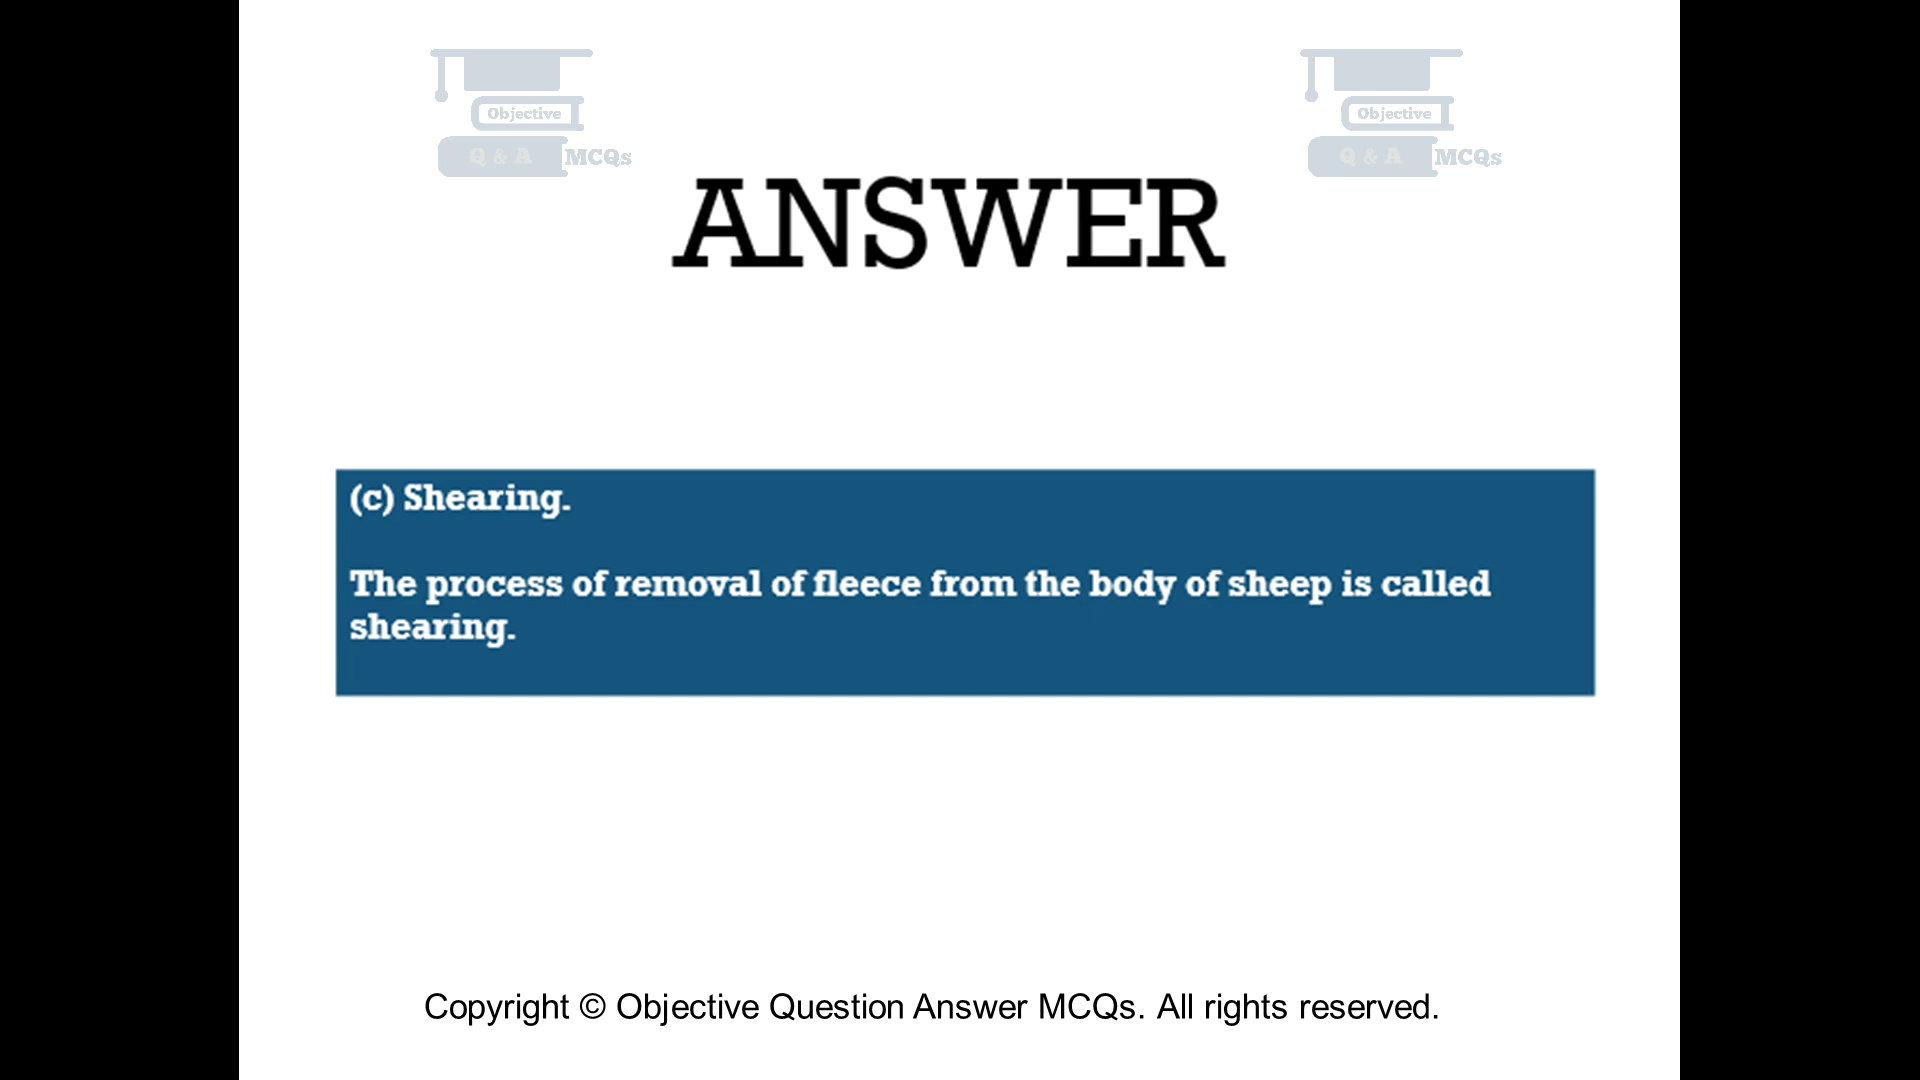 Objective
Q & A MCQs
Objective
Q & A MCQs
ANSWER
(c) Shearing.
The process of removal of fleece from the body of sheep is called
shearing.
Copyright © Objective Question Answer MCQs. All rights reserved.